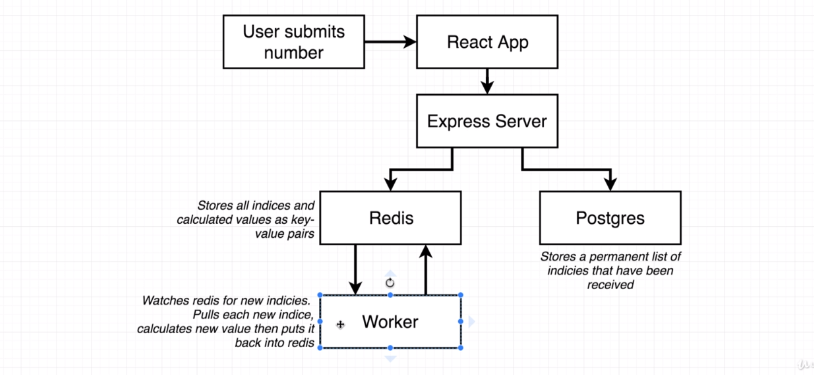 User submits
number
React App
Express Server
Stores all indices and
calculated values as key-
value pairs
Redis
Postgres
Stores a permanent list of
indicies that have been
received
Watches redis for new indicies.
Pulls each new indice,
calculates new value then puts it
back into redis
Worker